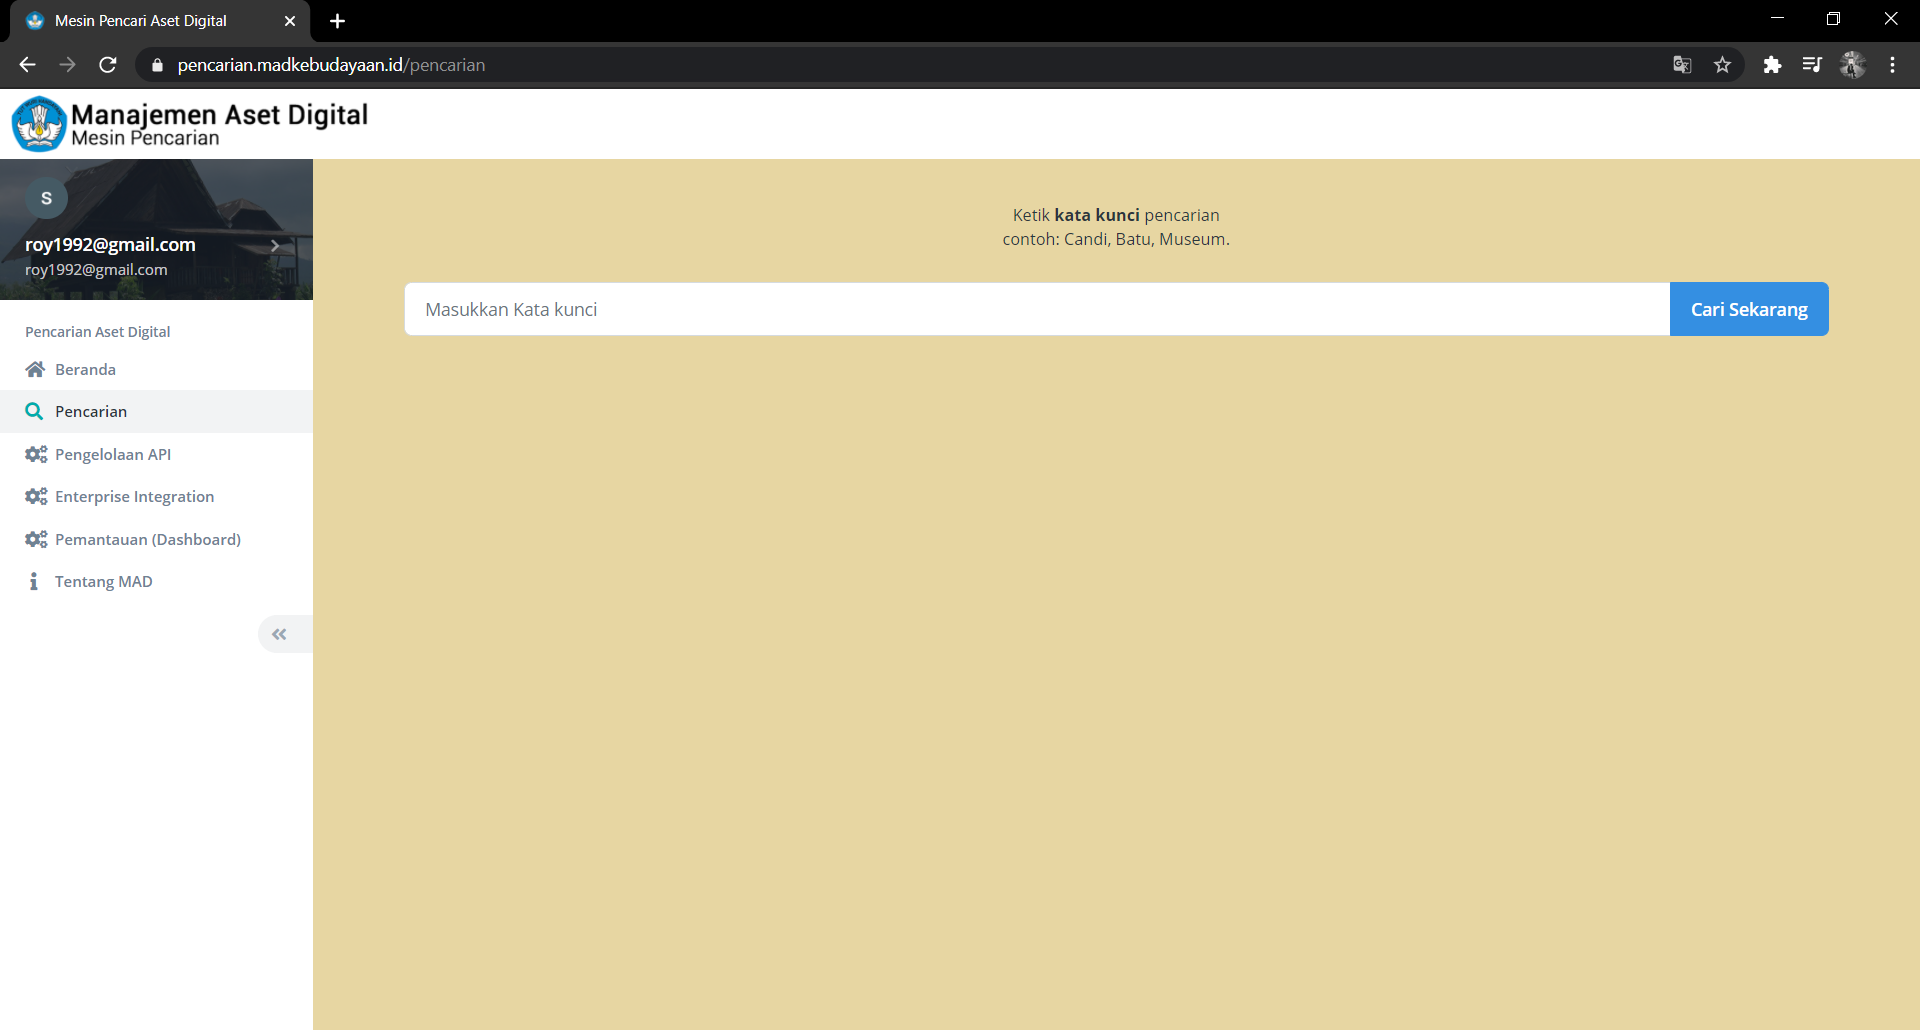 Mesin Pencari Aset Digital
pencarian.madkebudayaan.id/pencarian
Manajemen Aset Digital
Mesin Pencarian
S
roy1992@gmail.com
roy1992@gmail.com
Pencarian Aset Digital
Beranda
Pencarian
Pengelolaan API
Enterprise Integration
Pemantauan (Dashboard)
Tentang MAD
Ketik kata kunci pencarian
contoh: Candi, Batu, Museum.
Masukkan Kata kunci
Cari Sekarang